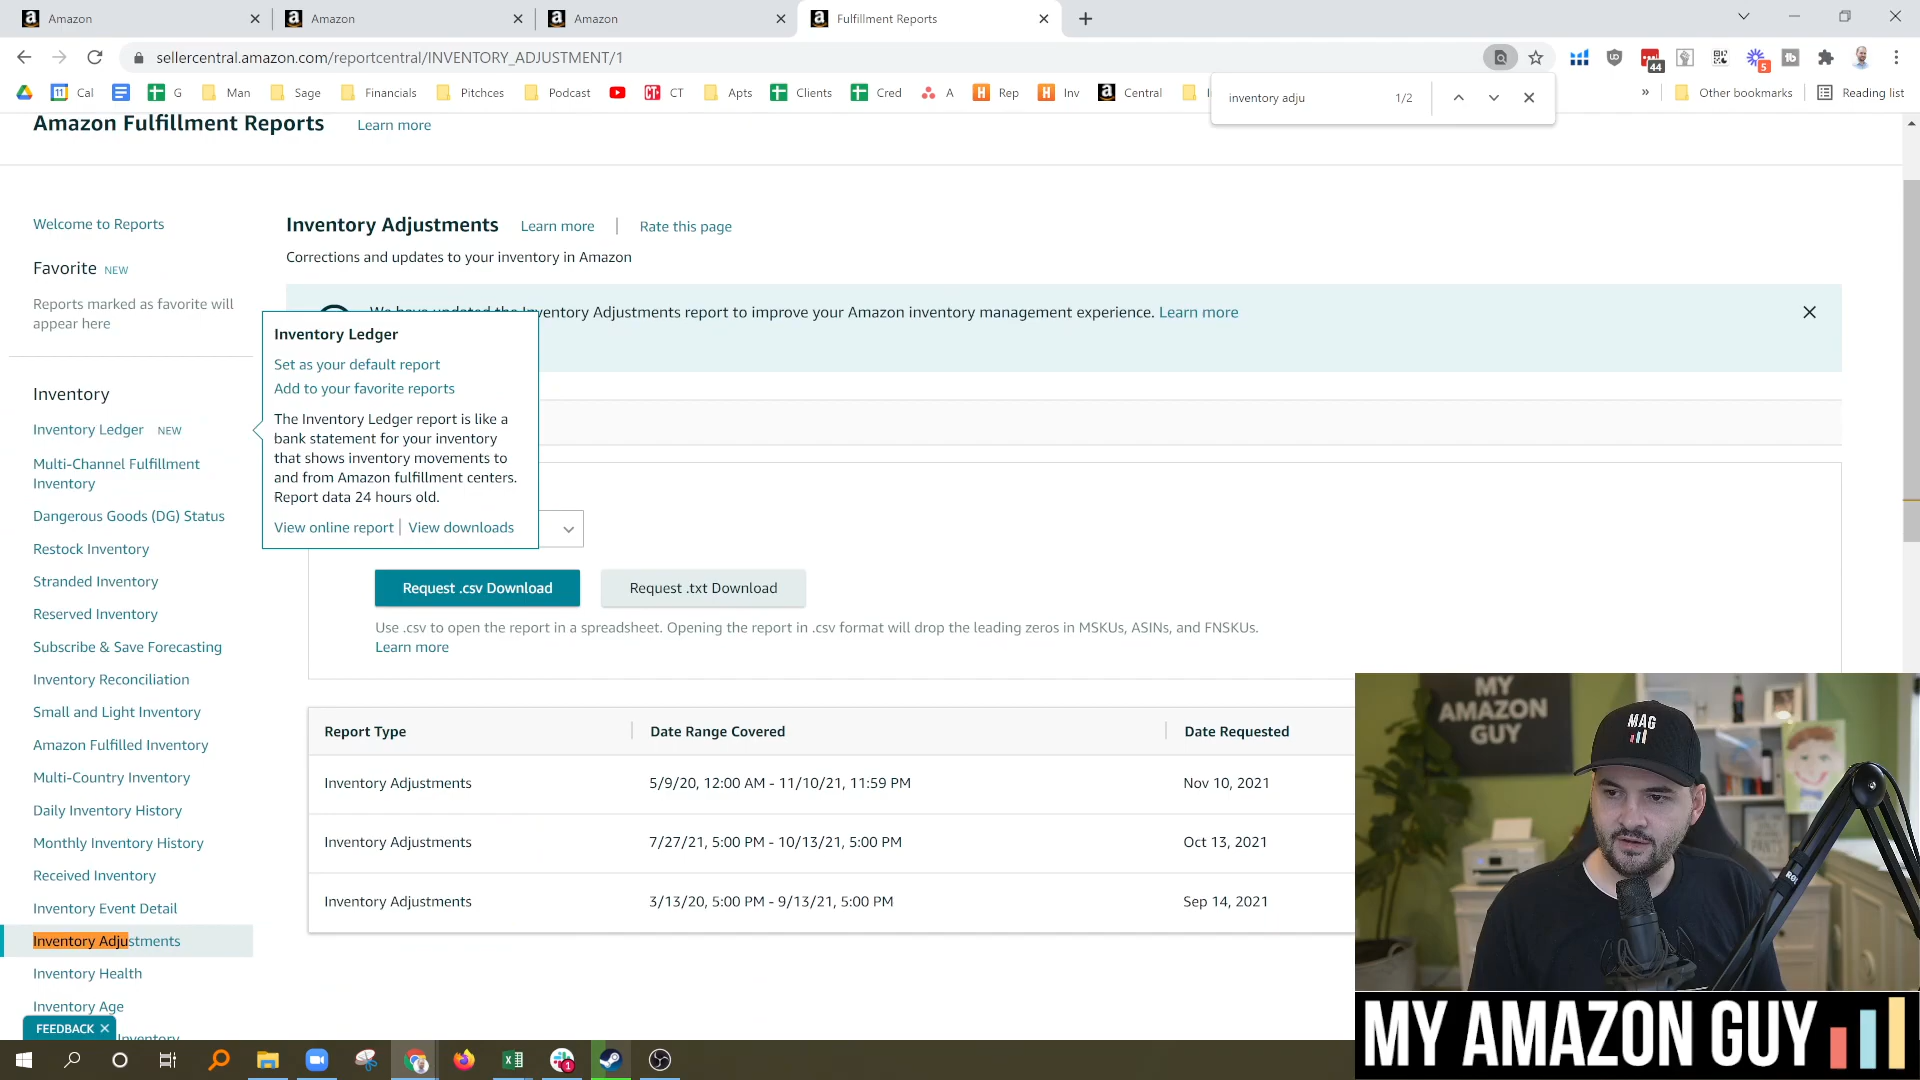 Amazon
Amazon
Amazon
Fulfillment Reports
sellercentral.amazon.com/reportcentral/INVENTORY_ADJUSTMENT/1
44
5
11 Cal
G
Man
Sage
Financials
Pitchces
Podcast
CT
Apts
Clients
Cred
A
Rep
Inv
Central
»
Other bookmarks
Reading list
inventory adju
1/2
Amazon Fulfillment Reports
Learn more
Welcome to Reports
Favorite NEW
Reports marked as favorite will
appear here
Inventory
Inventory Ledger NEW
Multi-Channel Fulfillment
Inventory
Dangerous Goods (DG) Status
Restock Inventory
Stranded Inventory
Reserved Inventory
Subscribe & Save Forecasting
Inventory Reconciliation
Small and Light Inventory
Amazon Fulfilled Inventory
Multi-Country Inventory
Daily Inventory History
Monthly Inventory History
Received Inventory
Inventory Event Detail
Inventory Adjustments
Inventory Health
Inventory Age
Inventory
FEEDBACK
Inventory Adjustments Learn more | Rate this page
Corrections and updates to your inventory in Amazon
We have updated the Inventory Adjustments report to improve your Amazon inventory management experience. Learn more
Inventory Ledger
Set as your default report
Add to your favorite reports
The Inventory Ledger report is like a
bank statement for your inventory
that shows inventory movements to
and from Amazon fulfillment centers.
Report data 24 hours old.
View online report | View downloads
Request .csv Download
Request .txt Download
Use .csv to open the report in a spreadsheet. Opening the report in .csv format will drop the leading zeros in MSKUs, ASINs, and FNSKUs.
Learn more
Report Type Date Range Covered Date Requested
Inventory Adjustments 5/9/20, 12:00 AM - 11/10/21, 11:59 PM Nov 10, 2021
Inventory Adjustments 7/27/21, 5:00 PM - 10/13/21, 5:00 PM Oct 13, 2021
Inventory Adjustments 3/13/20, 5:00 PM - 9/13/21, 5:00 PM Sep 14, 2021
MY
AMAZON
GUY
MAG
MY AMAZON GUY
1